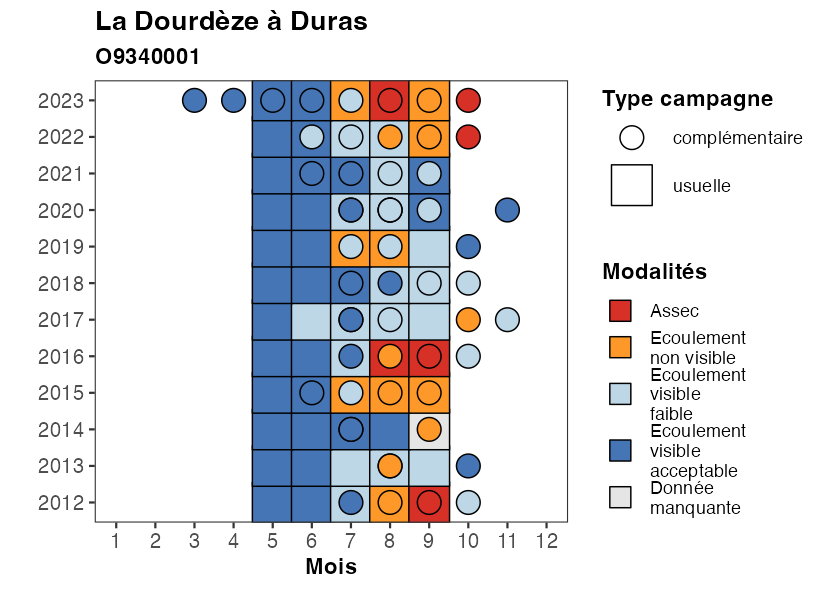 La Dourdèze à Duras
O9340001
2023
2022
2021
2020
2019
2018
2017
2016
2015
2014
2013
2012
1 2 3 4 5 6 7 8 9 10 11 12
Mois
Type campagne
complémentaire
usuelle
Modalités
Assec
Ecoulement
non visible
Ecoulement
visible
faible
Ecoulement
visible
acceptable
Donnée
manquante